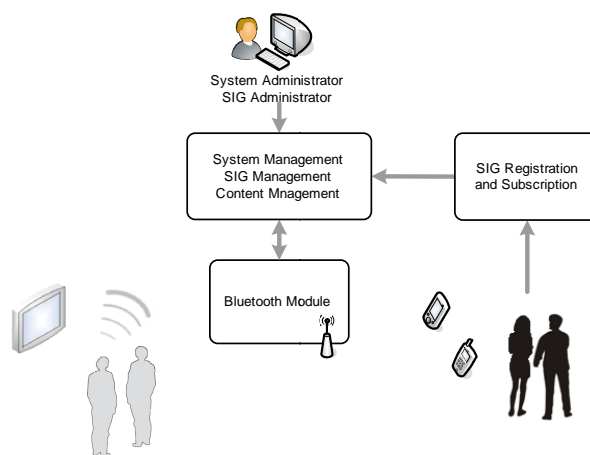 System Administrator
SIG Administrator
System Management
SIG Management
Content Mnagement
SIG Registration
and Subscription
Bluetooth Module